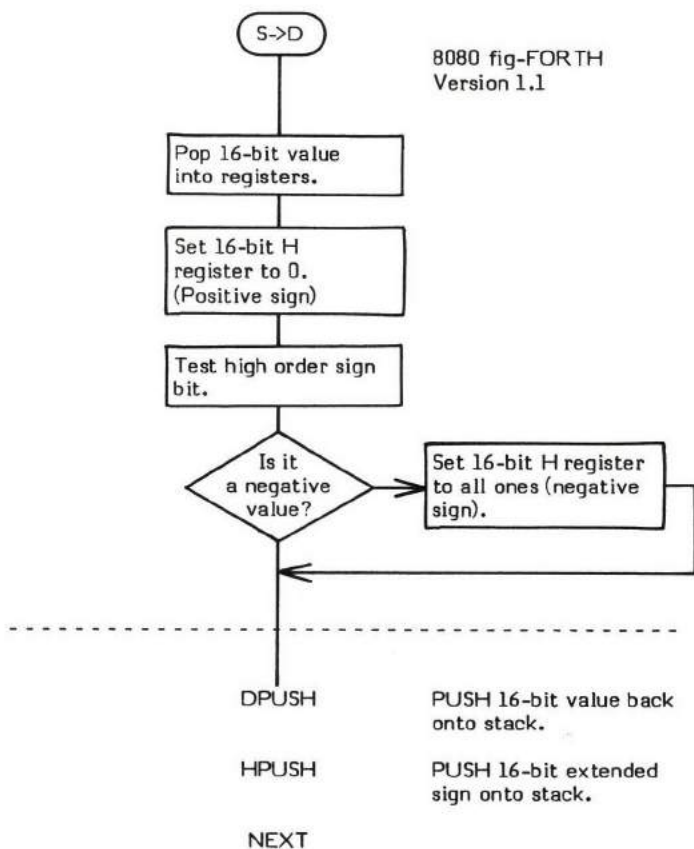 S->D
8080 fig-FORTH
Version 1.1
Pop 16-bit value
into registers.
Set 16-bit H
register to 0.
(Positive sign)
Test high order sign
bit.
Is it
a negative
value?
Set 16-bit H register
to all ones (negative
sign).
DPUSH
PUSH 16-bit value back
onto stack.
HPUSH
PUSH 16-bit extended
sign onto stack.
NEXT